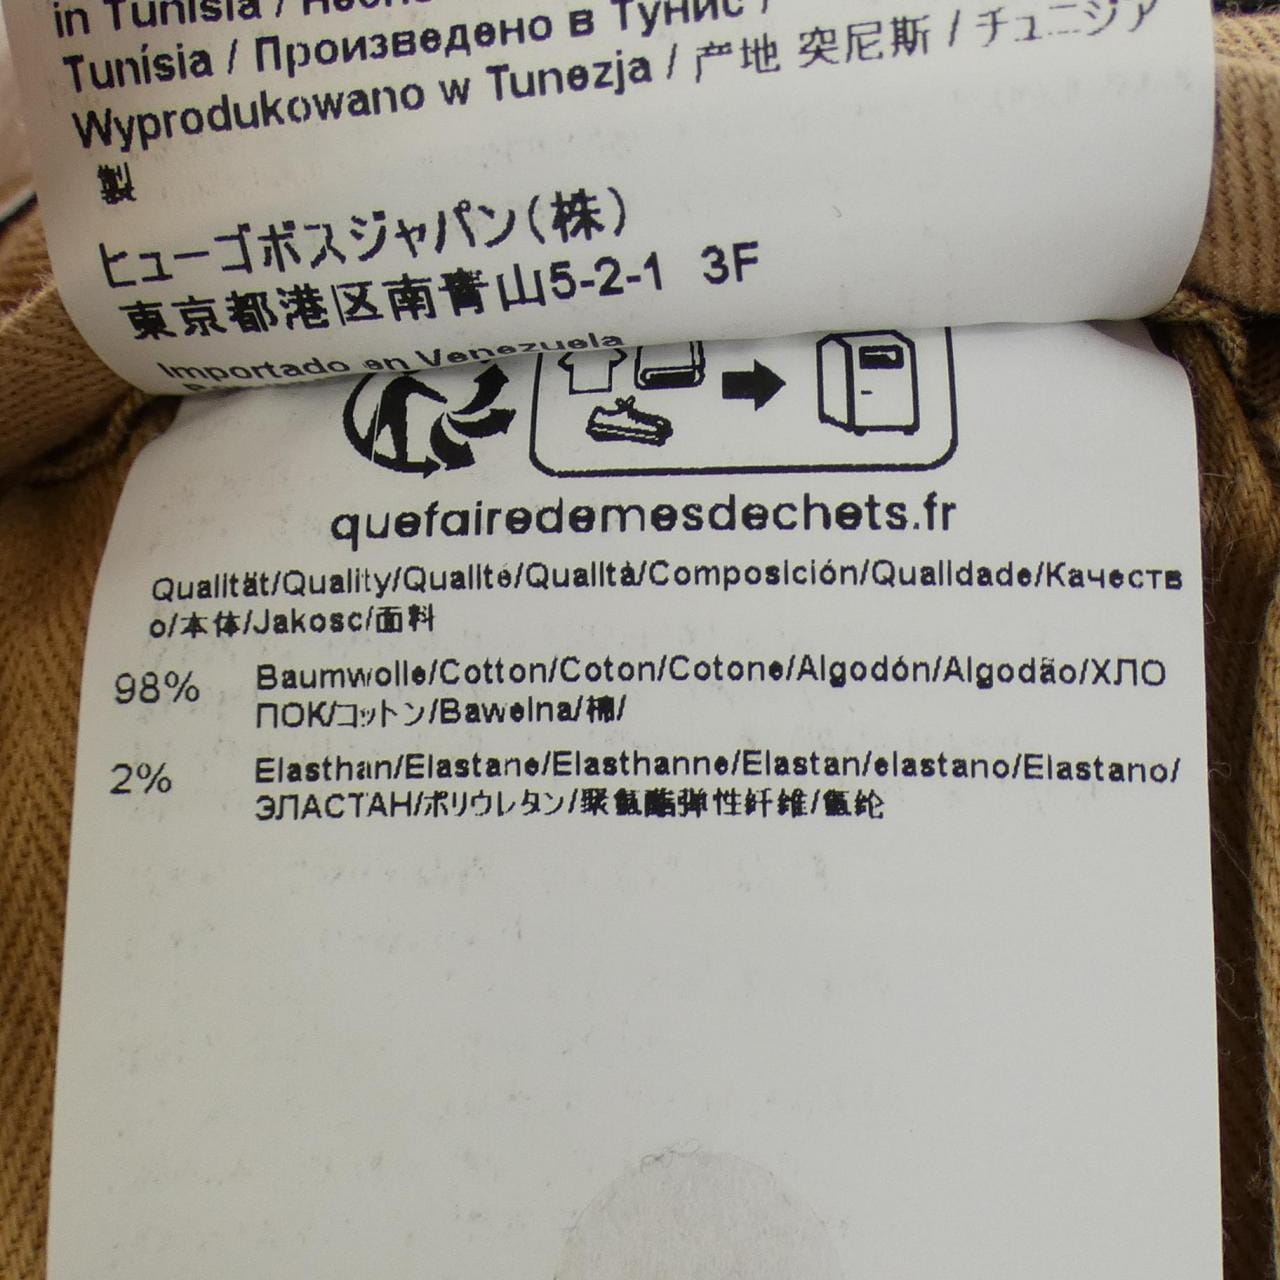 in Tunisia /
Tunísia / Произведено в Тунис /
Wyprodukowano w Tunezja / 产地 突尼斯 / チュニジア
製
ヒューゴボスジャパン(株)
東京都港区南青山5-2-1 3F
Importado en Venezuela
quefairedemesdechets.fr
Qualität/Quality/Qualité/Qualità/Composición/Qualidade/Качеств
о/本体/Jakosc/面料
98% Baumwolle/Cotton/Coton/Cotone/Algodón/Algodão/ХЛО
ПОК/コットン/Bawelna/棉/
2% Elasthan/Elastane/Elasthanne/Elastan/elastano/Elastano/
ЭЛАСТАН/ポリウレタン/聚氨酯弹性纤维/氨纶